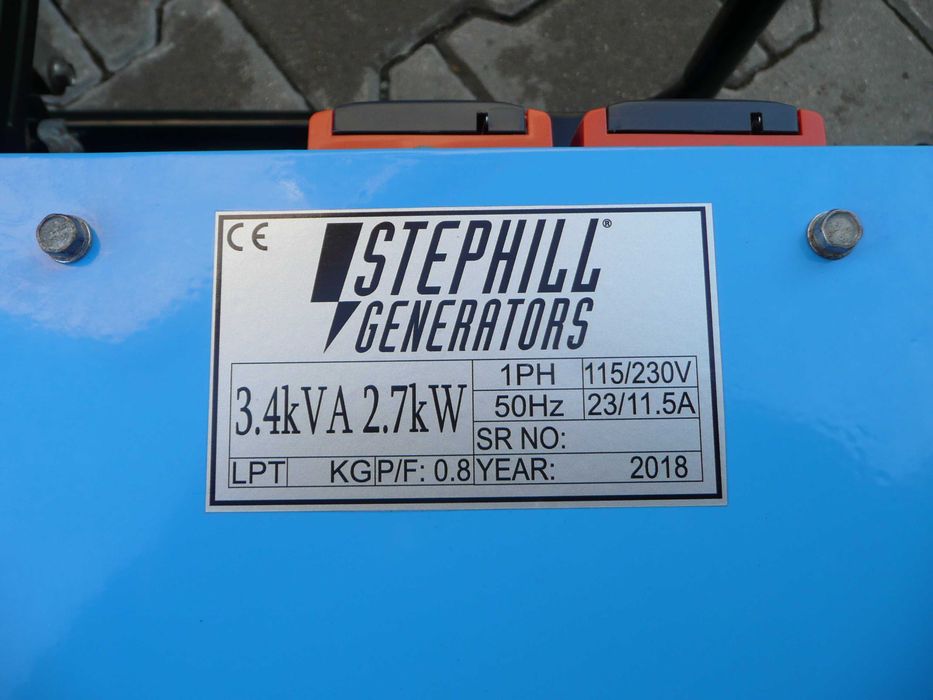 CE
STEPHILL®
GENERATORS
3.4kVA 2.7kW
1PH 115/230V
50Hz 23/11.5A
SR NO:
LPT KG P/F: 0.8 YEAR: 2018